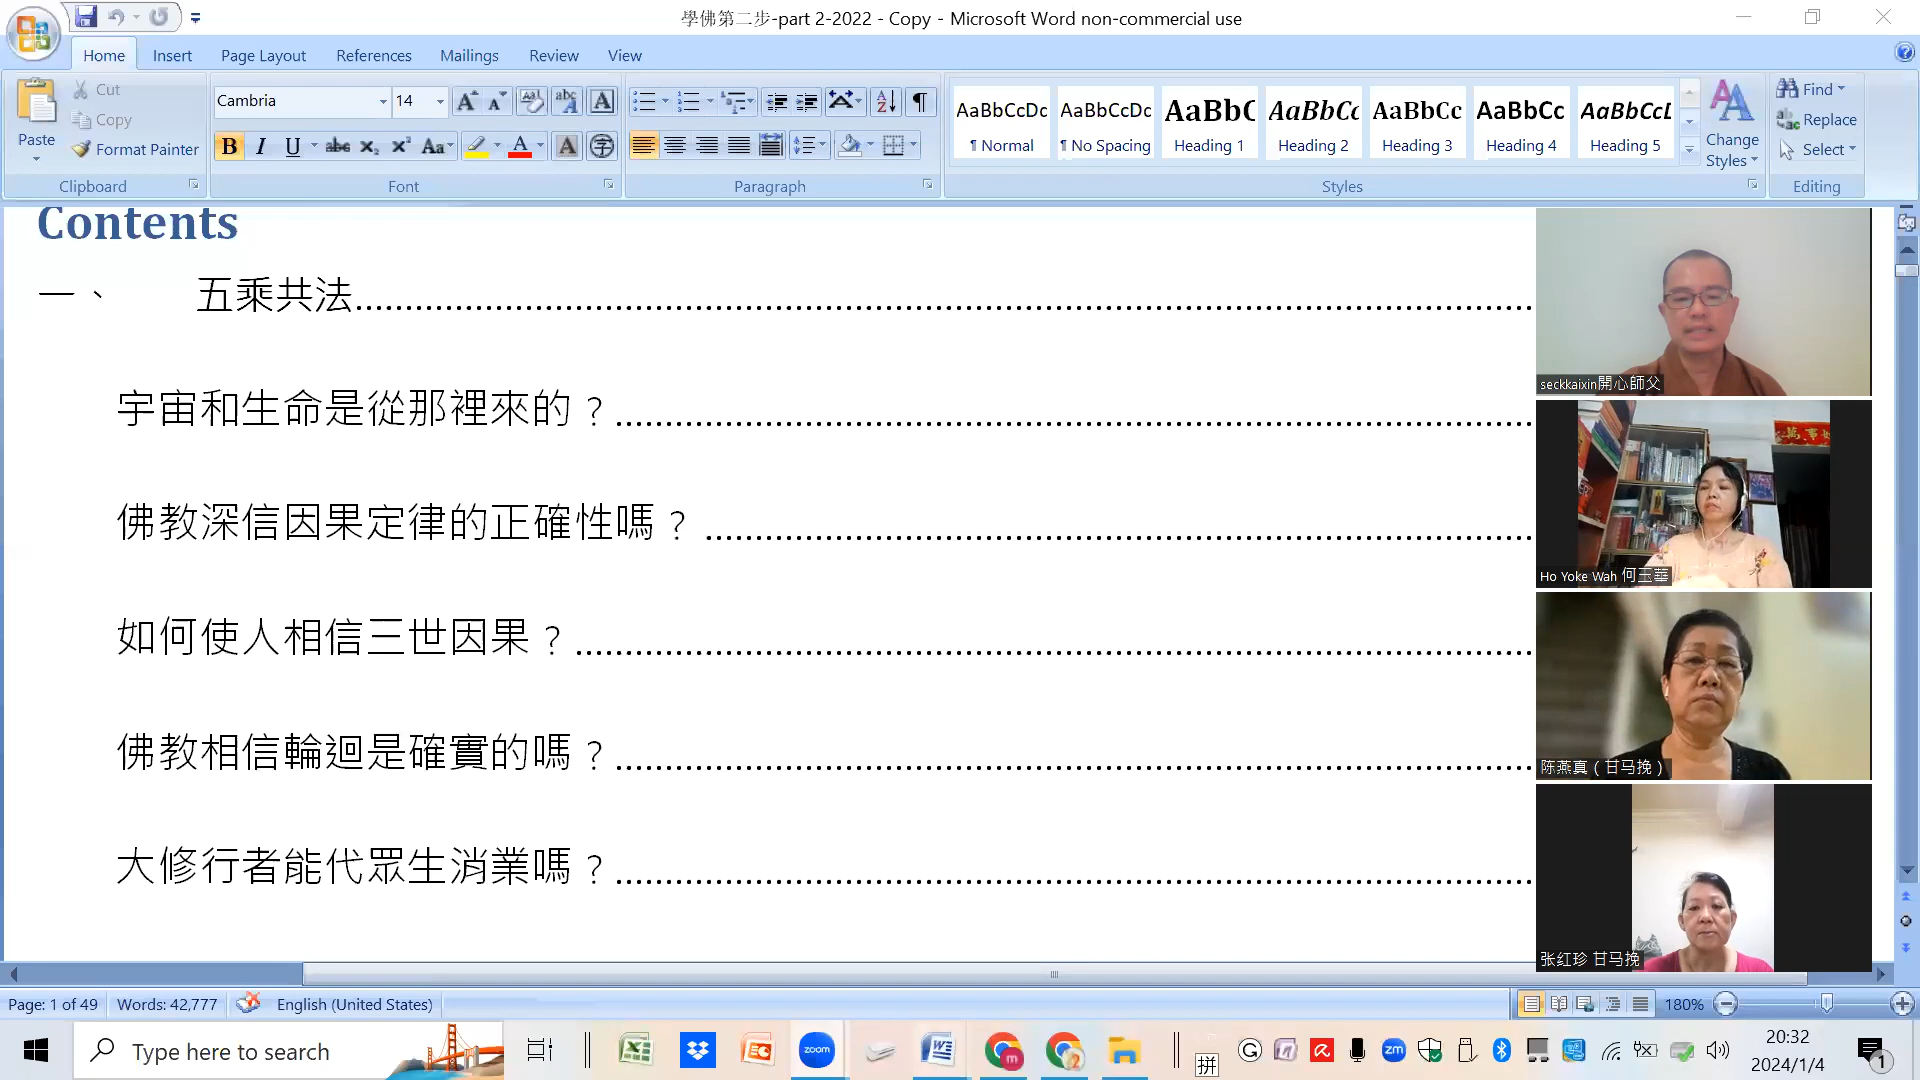 學佛第二步-part 2-2022 - Copy - Microsoft Word non-commercial use
Home Insert Page Layout References Mailings Review View
Paste
Cut
Copy
Format Painter
Clipboard
Cambria 14
Font
Paragraph
AaBbCcDc AaBbCcDc AaBbC AaBbCc AaBbCc AaBbCc AaBbCcL
¶ Normal ¶ No Spacing Heading 1 Heading 2 Heading 3 Heading 4 Heading 5
Change Styles
Styles
Find
Replace
Select
Editing
Contents
一、 五乘共法
宇宙和生命是從那裡來的?
佛教深信因果定律的正確性嗎?
如何使人相信三世因果?
佛教相信輪迴是確實的嗎?
大修行者能代眾生消業嗎?
seckkaixin開心師父
Ho Yoke Wah 何玉華
陈燕真（甘马挽）
张红珍 甘马挽
Page: 1 of 49 Words: 42,777 English (United States) 180%
Type here to search
zoom
拼
zm
20:32
2024/1/4
1